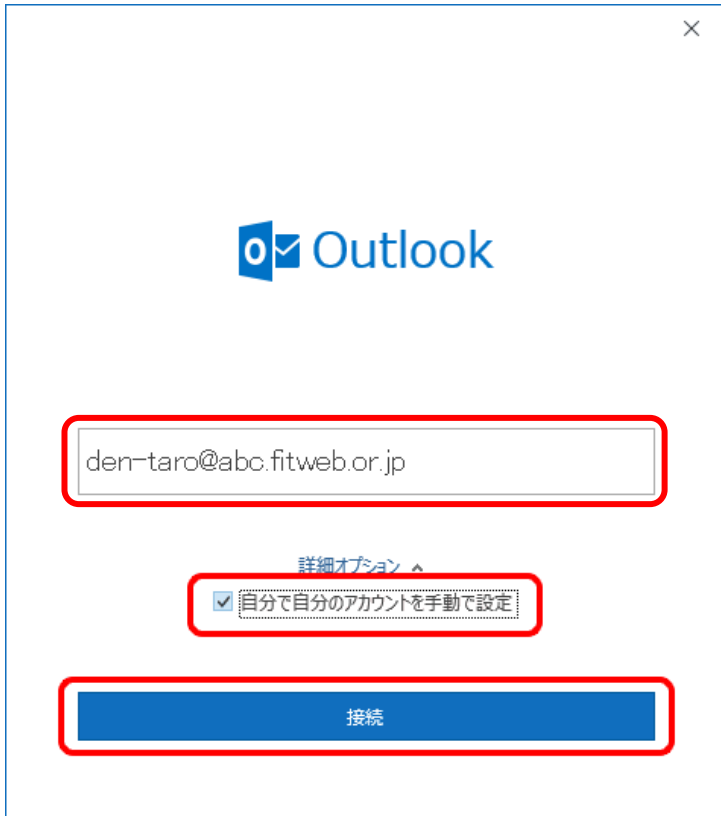 Outlook
den-taro@abc.fitweb.or.jp
詳細オプション
自分で自分のアカウントを手動で設定
接続